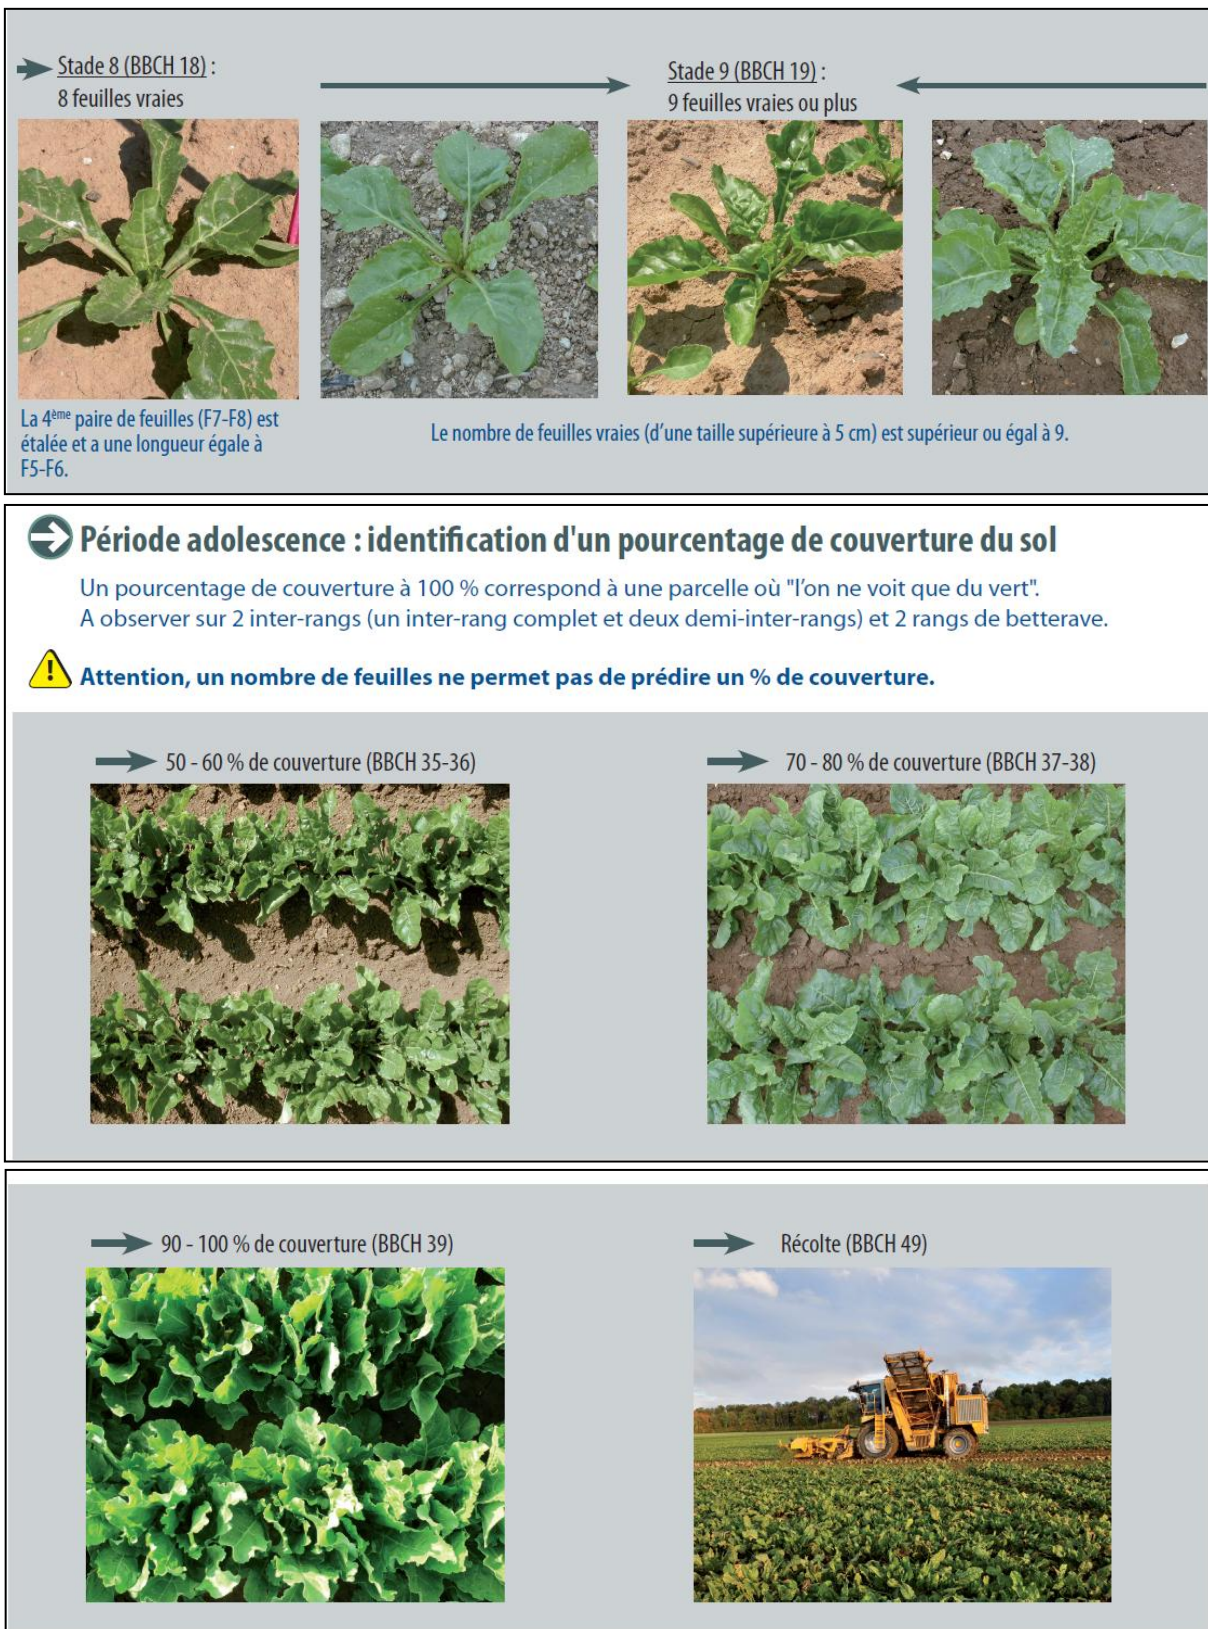 Stade 8 (BBCH 18) :
8 feuilles vraies
Stade 9 (BBCH 19) :
9 feuilles vraies ou plus
La 4ème paire de feuilles (F7-F8) est
étalée et a une longueur égale à
F5-F6.
Le nombre de feuilles vraies (d'une taille supérieure à 5 cm) est supérieur ou égal à 9.
Période adolescence : identification d'un pourcentage de couverture du sol
Un pourcentage de couverture à 100 % correspond à une parcelle où "l'on ne voit que du vert".
A observer sur 2 inter-rangs (un inter-rang complet et deux demi-inter-rangs) et 2 rangs de betterave.
Attention, un nombre de feuilles ne permet pas de prédire un % de couverture.
50 - 60 % de couverture (BBCH 35-36)
70 - 80 % de couverture (BBCH 37-38)
90 - 100 % de couverture (BBCH 39)
Récolte (BBCH 49)